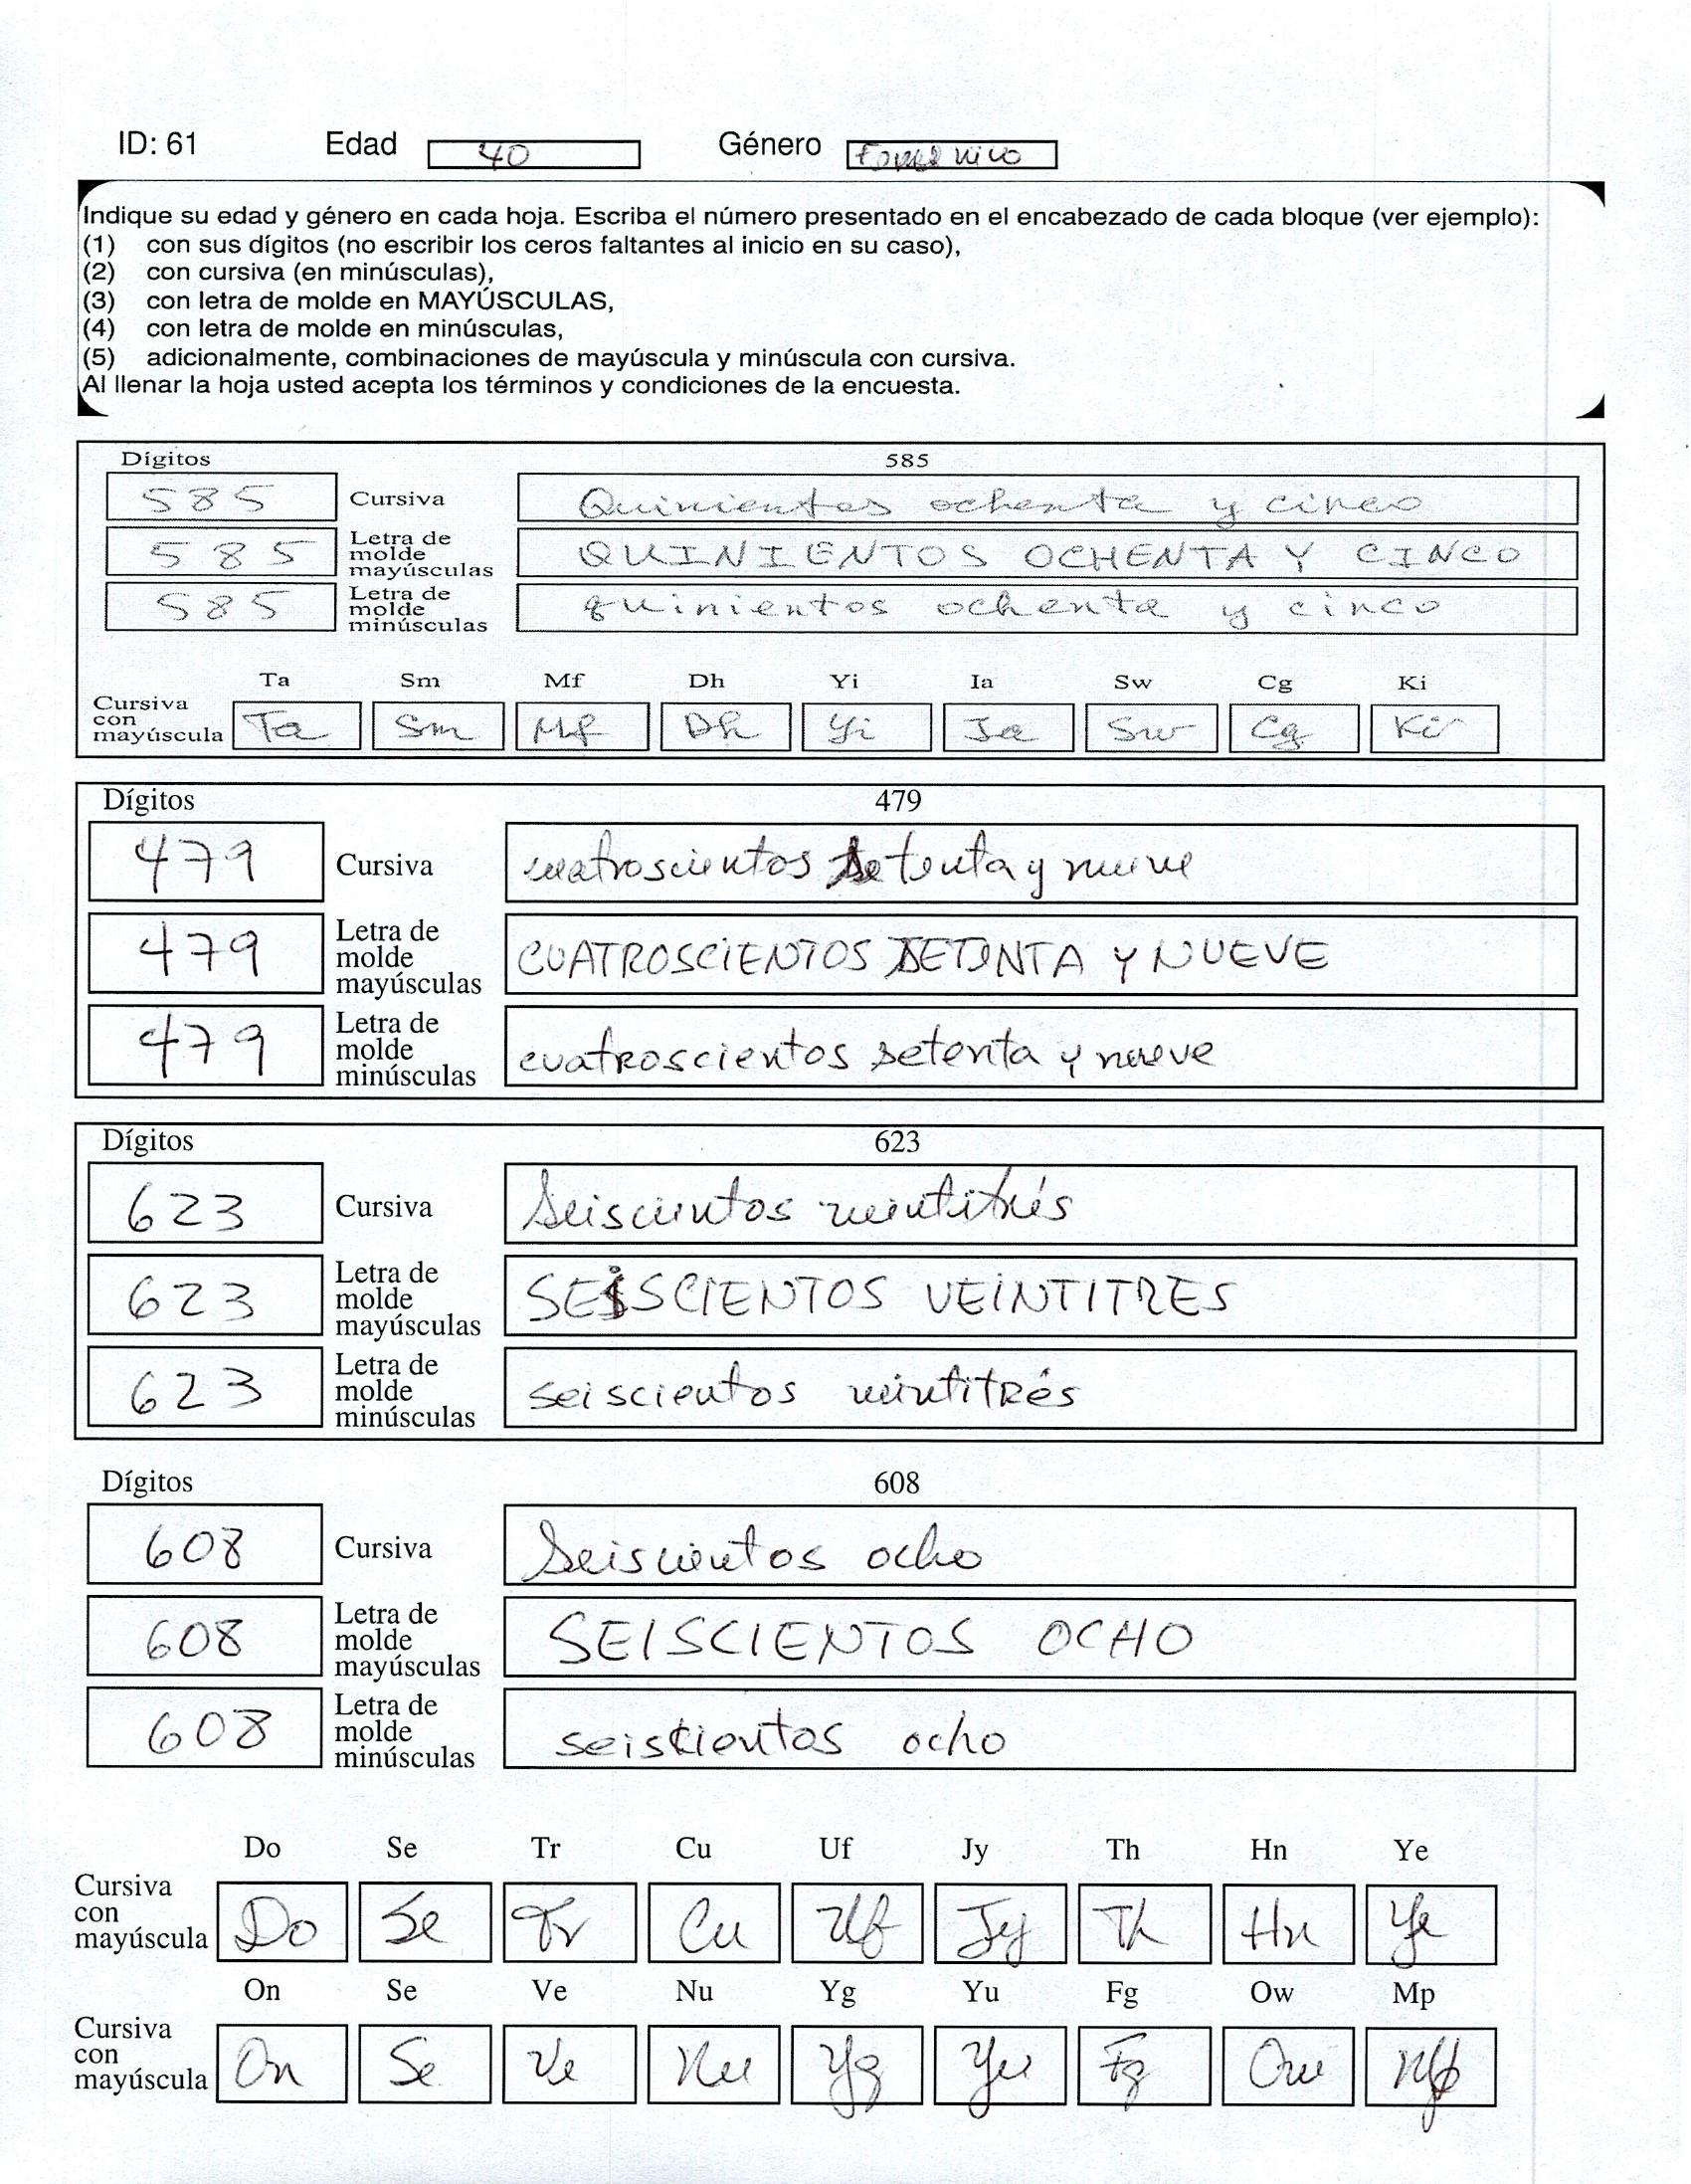 ID: 61 Edad 40 Género Femenino
Indique su edad y género en cada hoja. Escriba el número presentado en el encabezado de cada bloque (ver ejemplo):
(1) con sus dígitos (no escribir los ceros faltantes al inicio en su caso),
(2) con cursiva (en minúsculas),
(3) con letra de molde en MAYÚSCULAS,
(4) con letra de molde en minúsculas,
(5) adicionalmente, combinaciones de mayúscula y minúscula con cursiva.
Al llenar la hoja usted acepta los términos y condiciones de la encuesta.
Dígitos 585
585 Cursiva Quinientos ochenta y cinco
585 Letra de molde mayúsculas QUINIENTOS OCHENTA Y CINCO
585 Letra de molde minúsculas quinientos ochenta y cinco
Ta Sm Mf Dh Yi Ia Sw Cg Ki
Cursiva con mayúscula Ta Sm Mf Dh Yi Ia Sw Cg Ki
Dígitos 479
479 Cursiva cuatroscientos setenta y nueve
479 Letra de molde mayúsculas CUATROSCIENTOS SETENTA Y NUEVE
479 Letra de molde minúsculas cuatroscientos setenta y nueve
Dígitos 623
623 Cursiva Seiscientos veintitrés
623 Letra de molde mayúsculas SEISCIENTOS VEINTITRES
623 Letra de molde minúsculas seiscientos veintitrés
Dígitos 608
608 Cursiva Seiscientos ocho
608 Letra de molde mayúsculas SEISCIENTOS OCHO
608 Letra de molde minúsculas seiscientos ocho
Do Se Tr Cu Uf Jy Th Hn Ye
Cursiva con mayúscula Do Se Tr Cu Uf Jy Th Hn Ye
On Se Ve Nu Yg Yu Fg Ow Mp
Cursiva con mayúscula On Se Ve Nu Yg Yu Fg Ow Mp